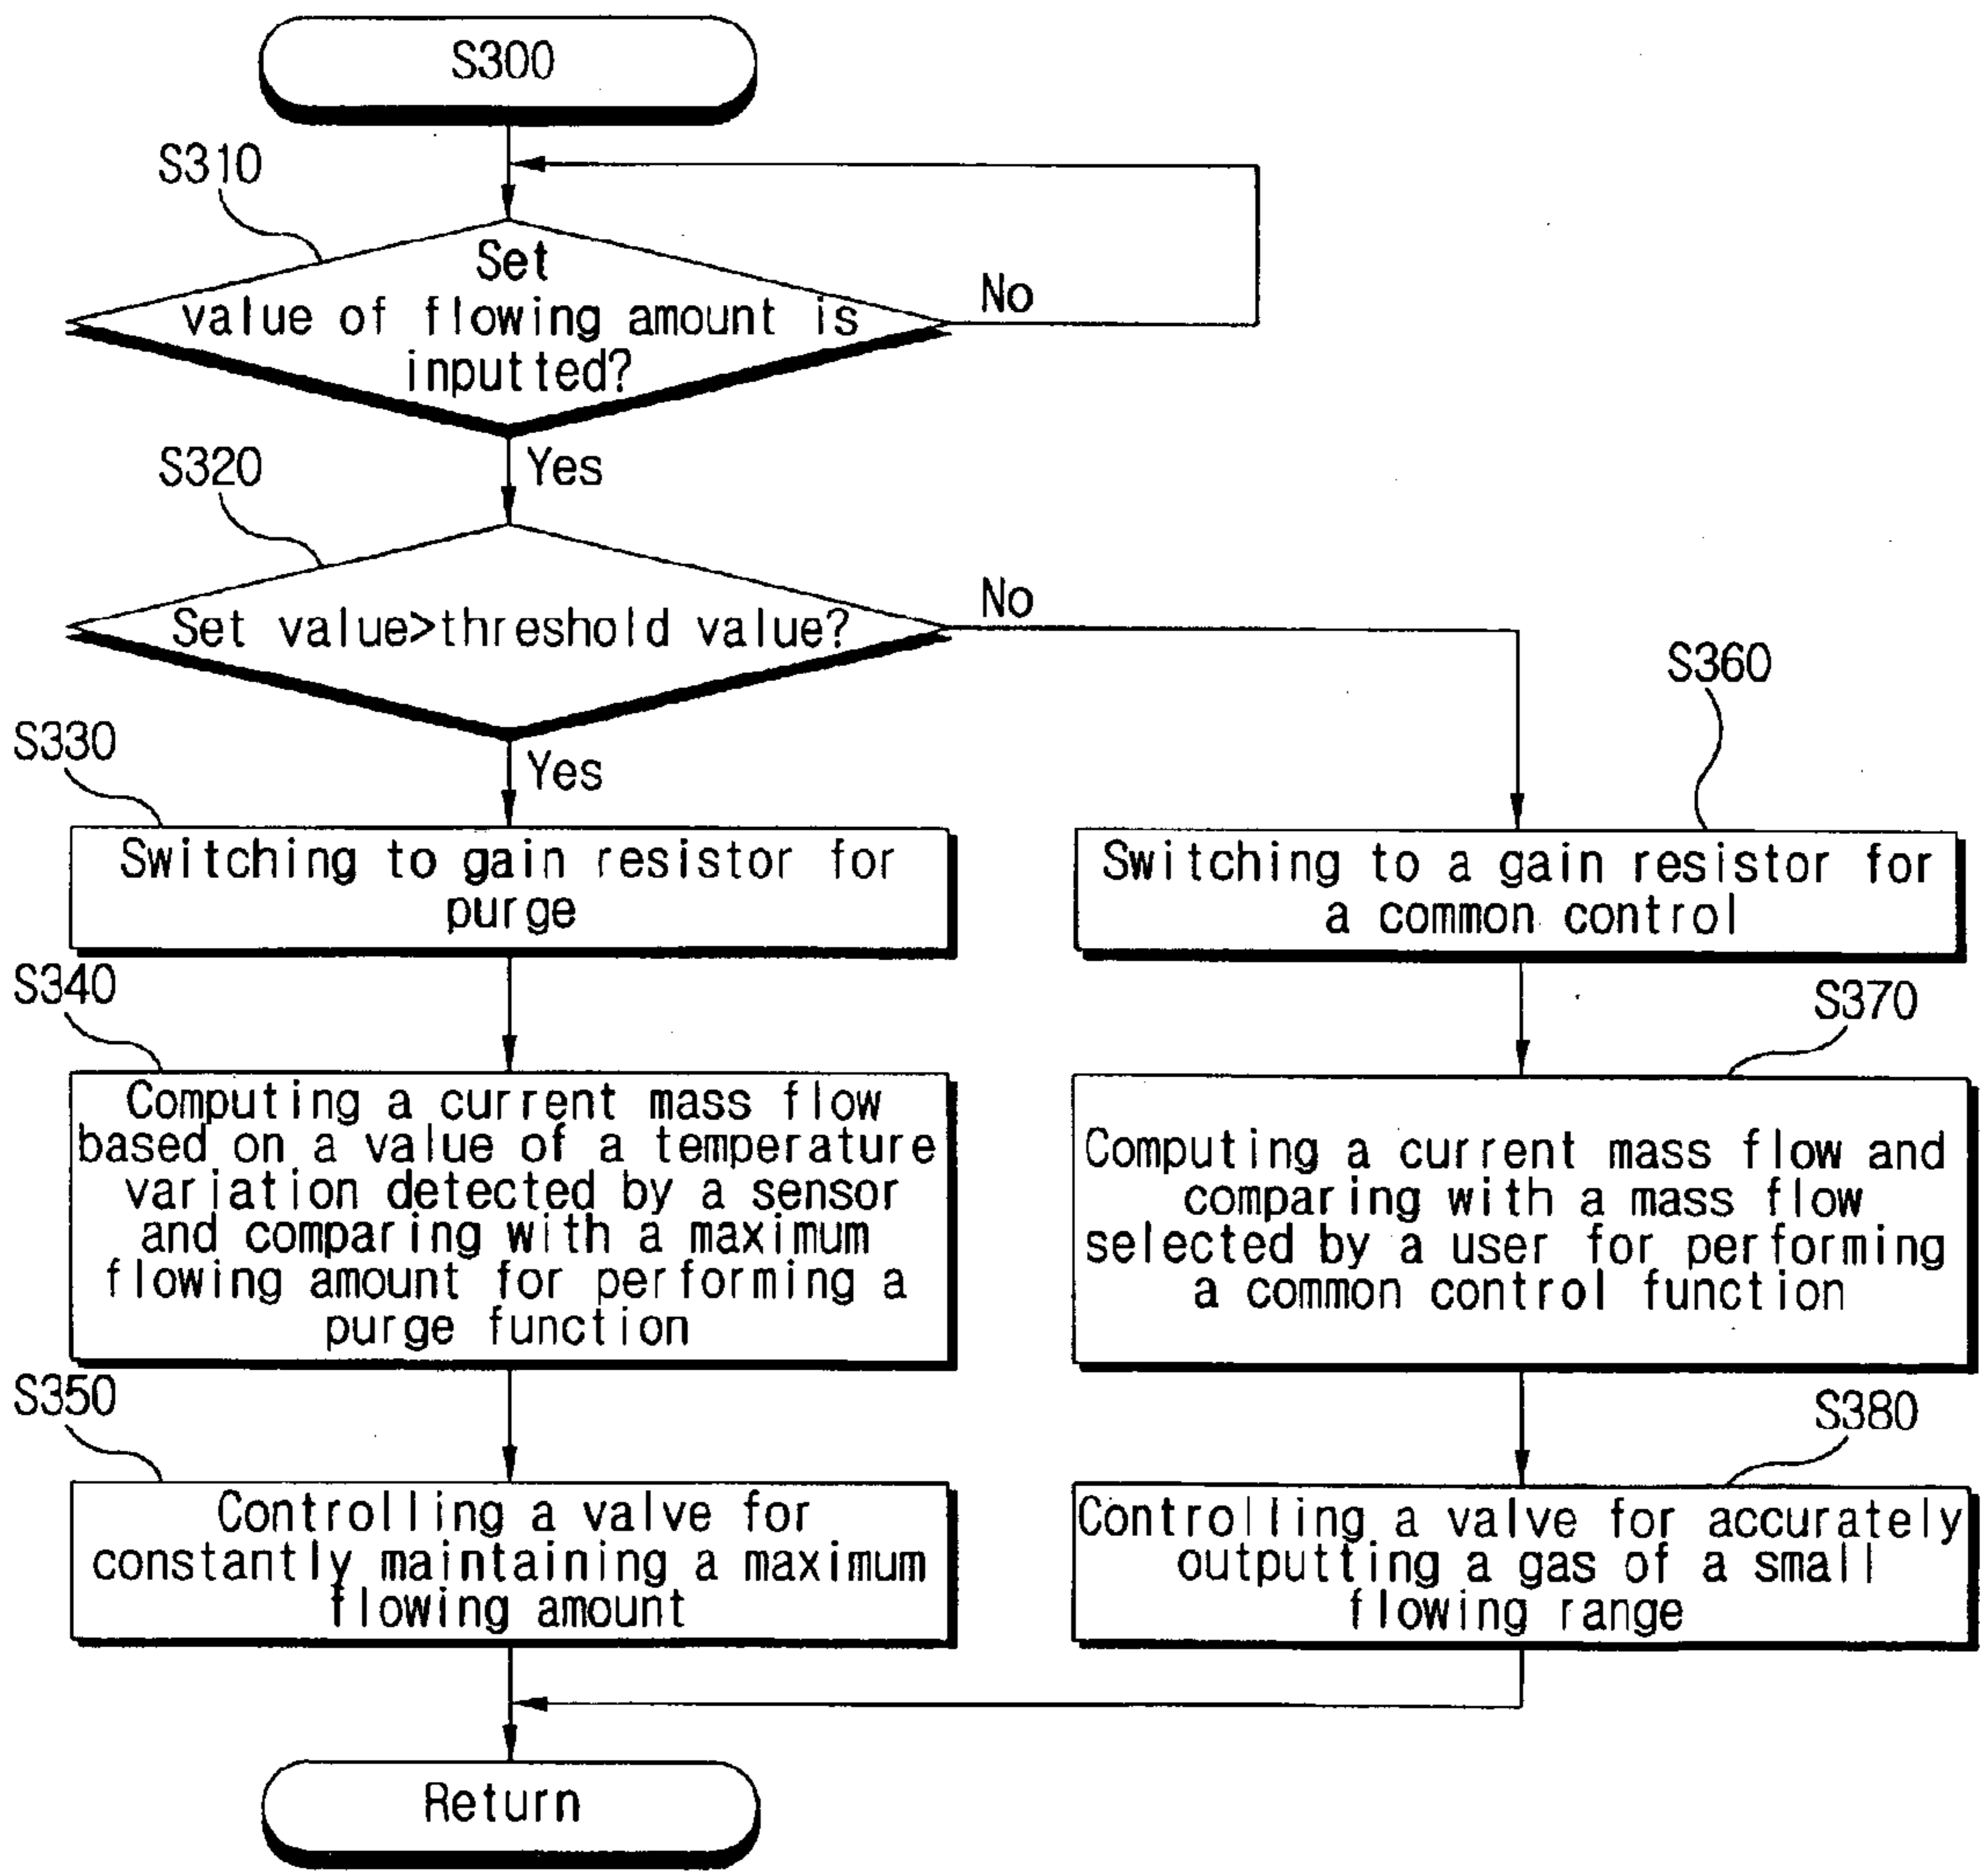 S300
S310
Set
value of flowing amount is
inputted?
No
Yes
S320
Set value>threshold value?
No
Yes
S330
Switching to gain resistor for
purge
S340
Computing a current mass flow
based on a value of a temperature
variation detected by a sensor
and comparing with a maximum
flowing amount for performing a
purge function
S350
Controlling a valve for
constantly maintaining a maximum
flowing amount
S360
Switching to a gain resistor for
a common control
S370
Computing a current mass flow and
comparing with a mass flow
selected by a user for performing
a common control function
S380
Controlling a valve for accurately
outputting a gas of a small
flowing range
Return